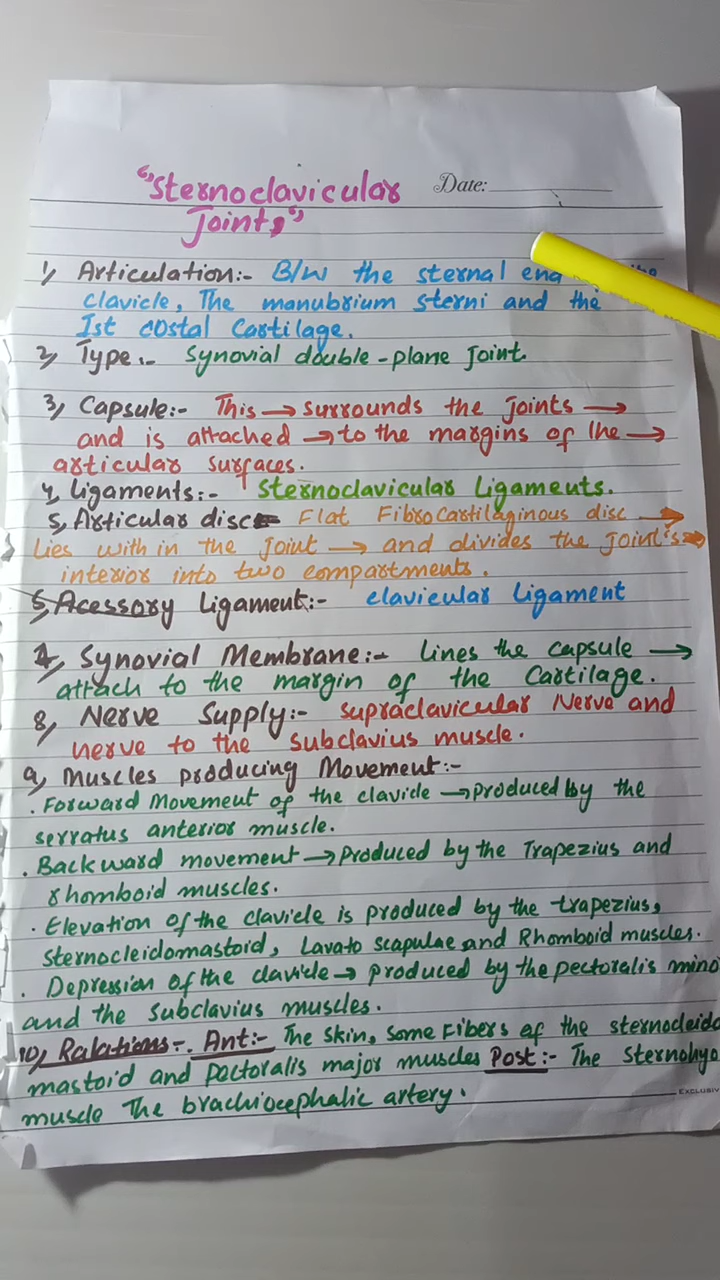 "Sternoclavicular
Date:
Joint,"
1, Articulation:- B/W the sternal end
clavicle, The manubrium sterni and the
Ist costal Cartilage.
2, Type:- Synovial double-plane Joint.
3, Capsule:- This → surrounds the joints →
and is attached → to the margins of the →
articular surfaces.
4, Ligaments:- Sternoclavicular Ligaments.
5, Articular disc Flat Fibrocartilaginous disc →
Lies with in the joint → and divides the joint's →
interior into two compartments.
5, Acessory Ligament:- clavicular ligament
7, Synovial Membrane:- Lines the capsule →
attach to the margin of the Cartilage.
8, Nerve Supply:- supraclavicular Nerve and
nerve to the subclavius muscle.
9, Muscles producing Movement:-
. Forward Movement of the clavicle → produced by the
serratus anterior muscle.
. Backward movement → Produced by the Trapezius and
rhomboid muscles.
. Elevation of the clavicle is produced by the trapezius,
Sternocleidomastoid, Lavato scapulae, and Rhomboid muscles.
. Depression of the clavicle → produced by the pectoralis mino
and the subclavius muscles.
10, Ralations-. Ant:- The skin, some Fibers of the sternocleido
mastoid and pectoralis major muscles Post:- The Sternohyo
muscle The brachiocephalic artery.
EXCLUSIV